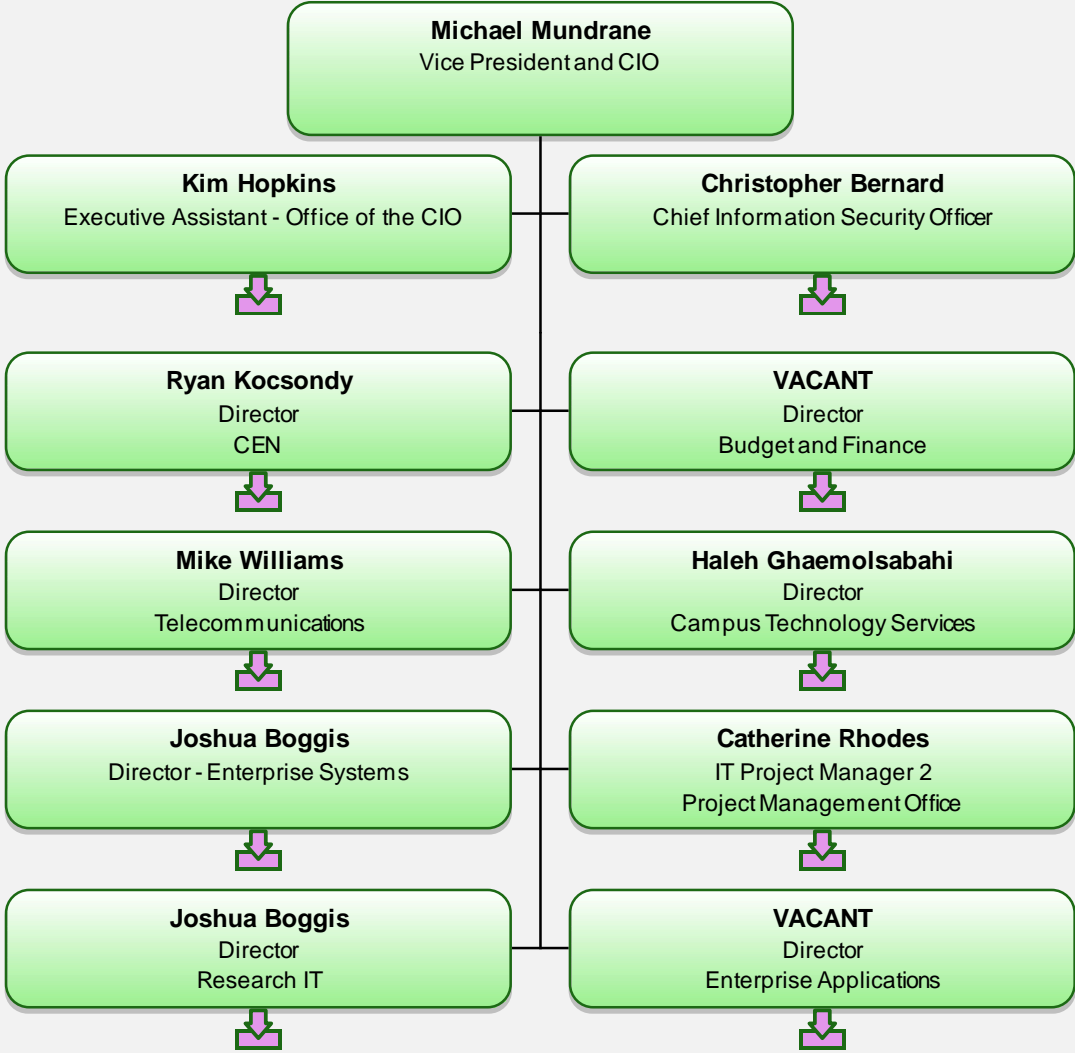 Michael Mundrane
Vice President and CIO
Kim Hopkins
Executive Assistant - Office of the CIO
Christopher Bernard
Chief Information Security Officer
Ryan Kocsondy
Director
CEN
VACANT
Director
Budget and Finance
Mike Williams
Director
Telecommunications
Haleh Ghaemolsabahi
Director
Campus Technology Services
Joshua Boggis
Director - Enterprise Systems
Catherine Rhodes
IT Project Manager 2
Project Management Office
Joshua Boggis
Director
Research IT
VACANT
Director
Enterprise Applications